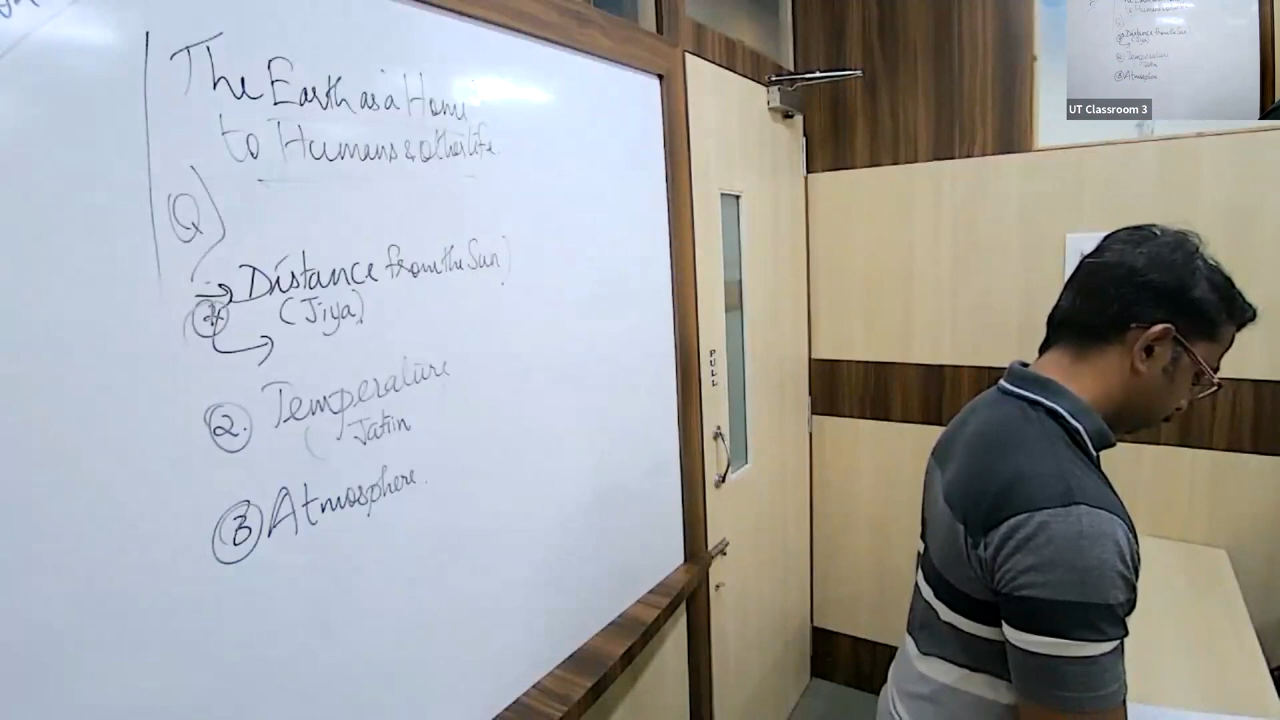 The Earth as a Home
to Humans & other life
Q
Distance from the Sun
(Jiya)
2. Temperature
Jatin
3 Atmosphere.
PULL
UT Classroom 3